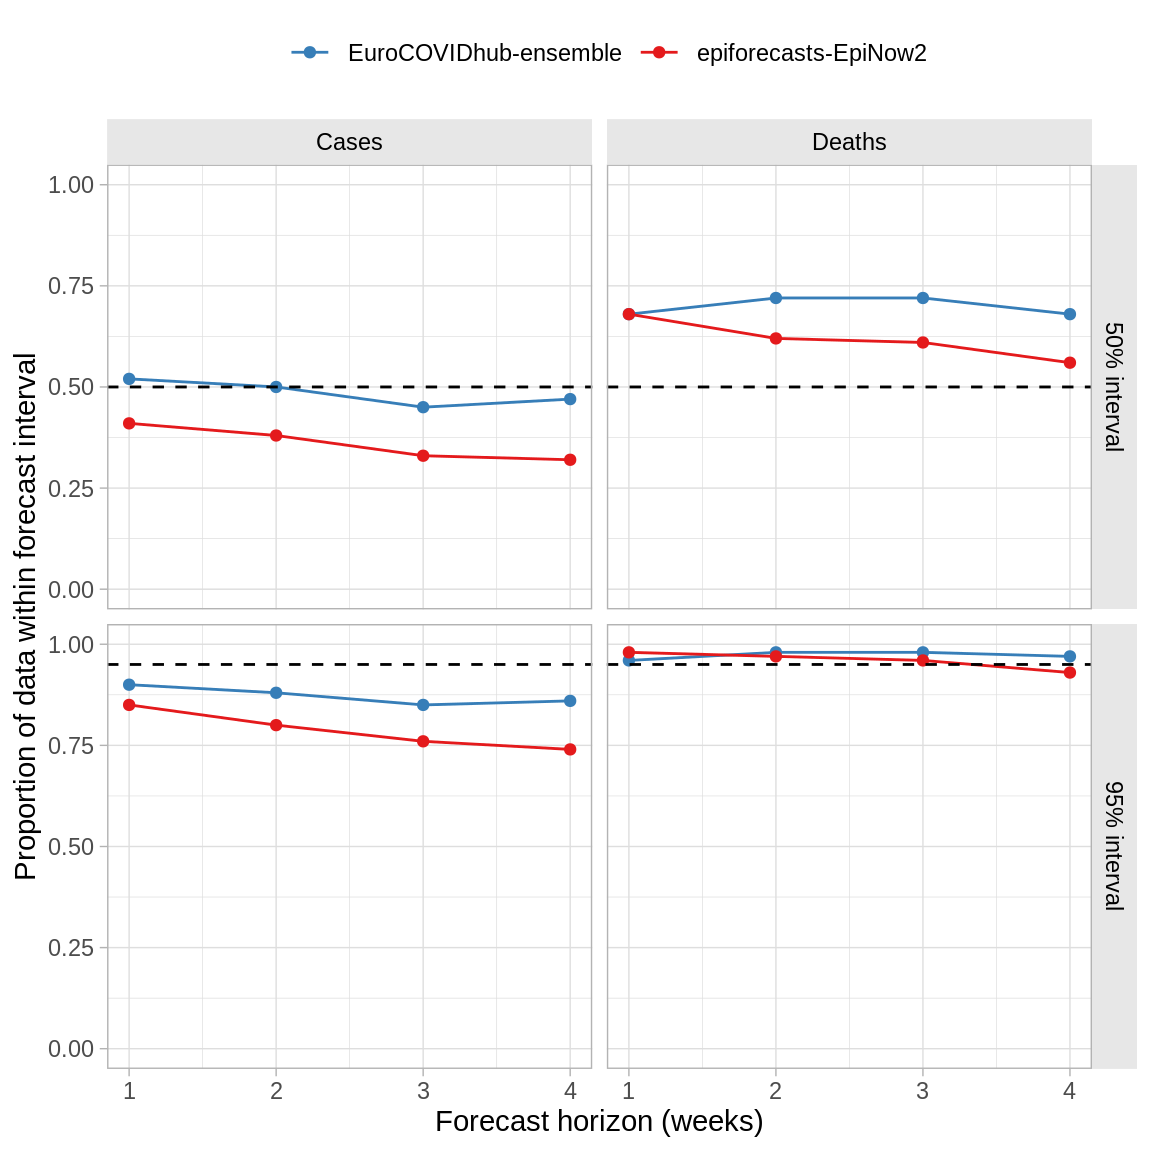 EuroCOVIDhub-ensemble epiforecasts-EpiNow2
Cases Deaths
1.00
0.75
0.50
0.25
0.00
50% interval
1.00
0.75
0.50
0.25
0.00
95% interval
Proportion of data within forecast interval
1 2 3 4 1 2 3 4
Forecast horizon (weeks)